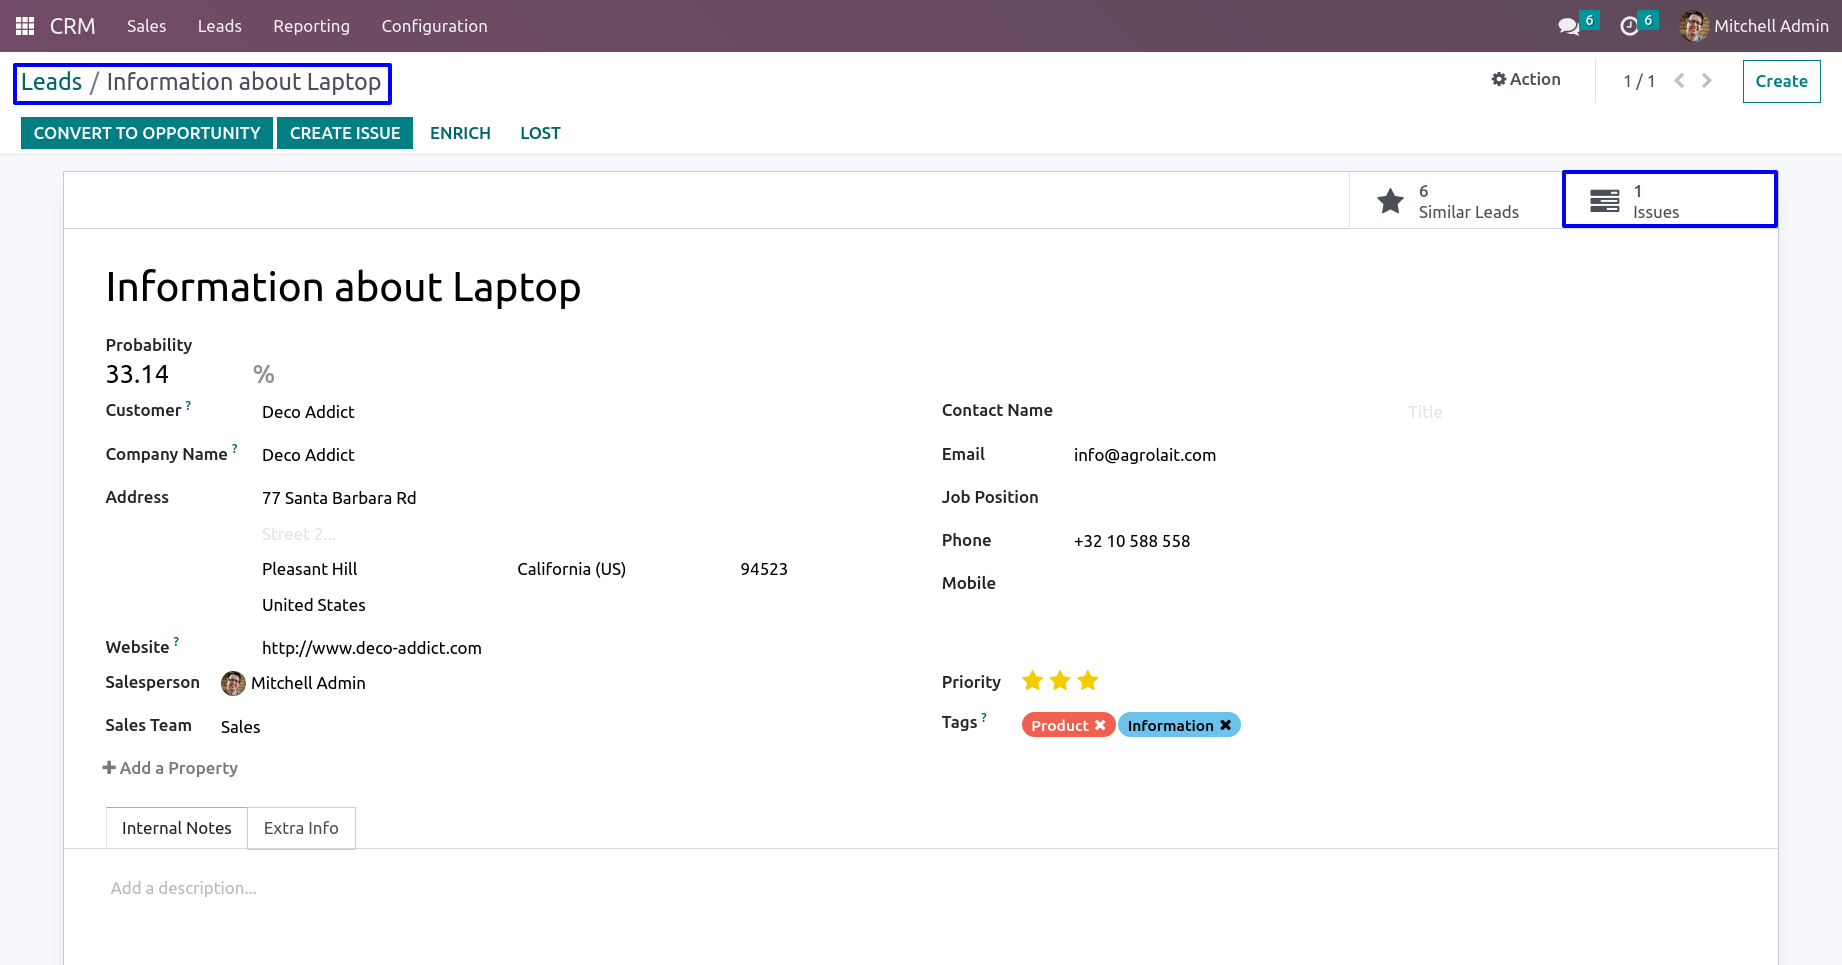 CRM Sales Leads Reporting Configuration 6 6 Mitchell Admin
Leads / Information about Laptop Action 1 / 1 Create
CONVERT TO OPPORTUNITY CREATE ISSUE ENRICH LOST
6 1
Similar Leads Issues
Information about Laptop
Probability
33.14 %
Customer ? Deco Addict Contact Name Title
Company Name ? Deco Addict Email info@agrolait.com
Address 77 Santa Barbara Rd Job Position
Street 2... Phone +32 10 588 558
Pleasant Hill California (US) 94523 Mobile
United States
Website ? http://www.deco-addict.com
Salesperson Mitchell Admin Priority
Sales Team Sales Tags ? Product Information
Add a Property
Internal Notes Extra Info
Add a description...